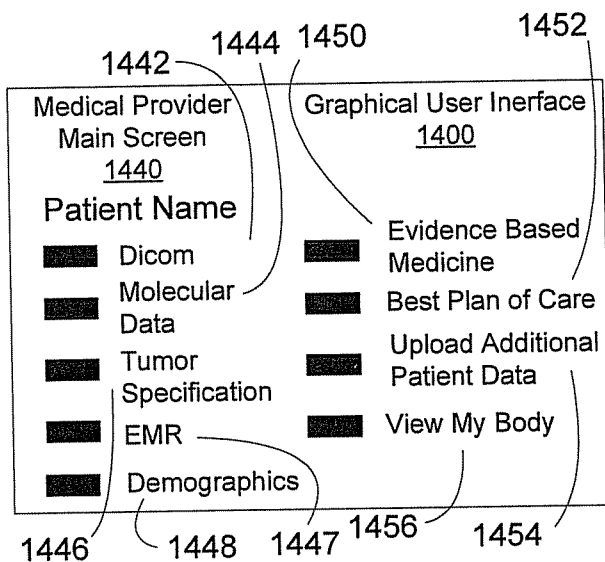 1442
1444
1450
1452
Medical Provider
Main Screen
1440
Graphical User Inerface
1400
Patient Name
Dicom
Molecular
Data
Tumor
Specification
EMR
Demographics
Evidence Based
Medicine
Best Plan of Care
Upload Additional
Patient Data
View My Body
1446
1448
1447
1456
1454